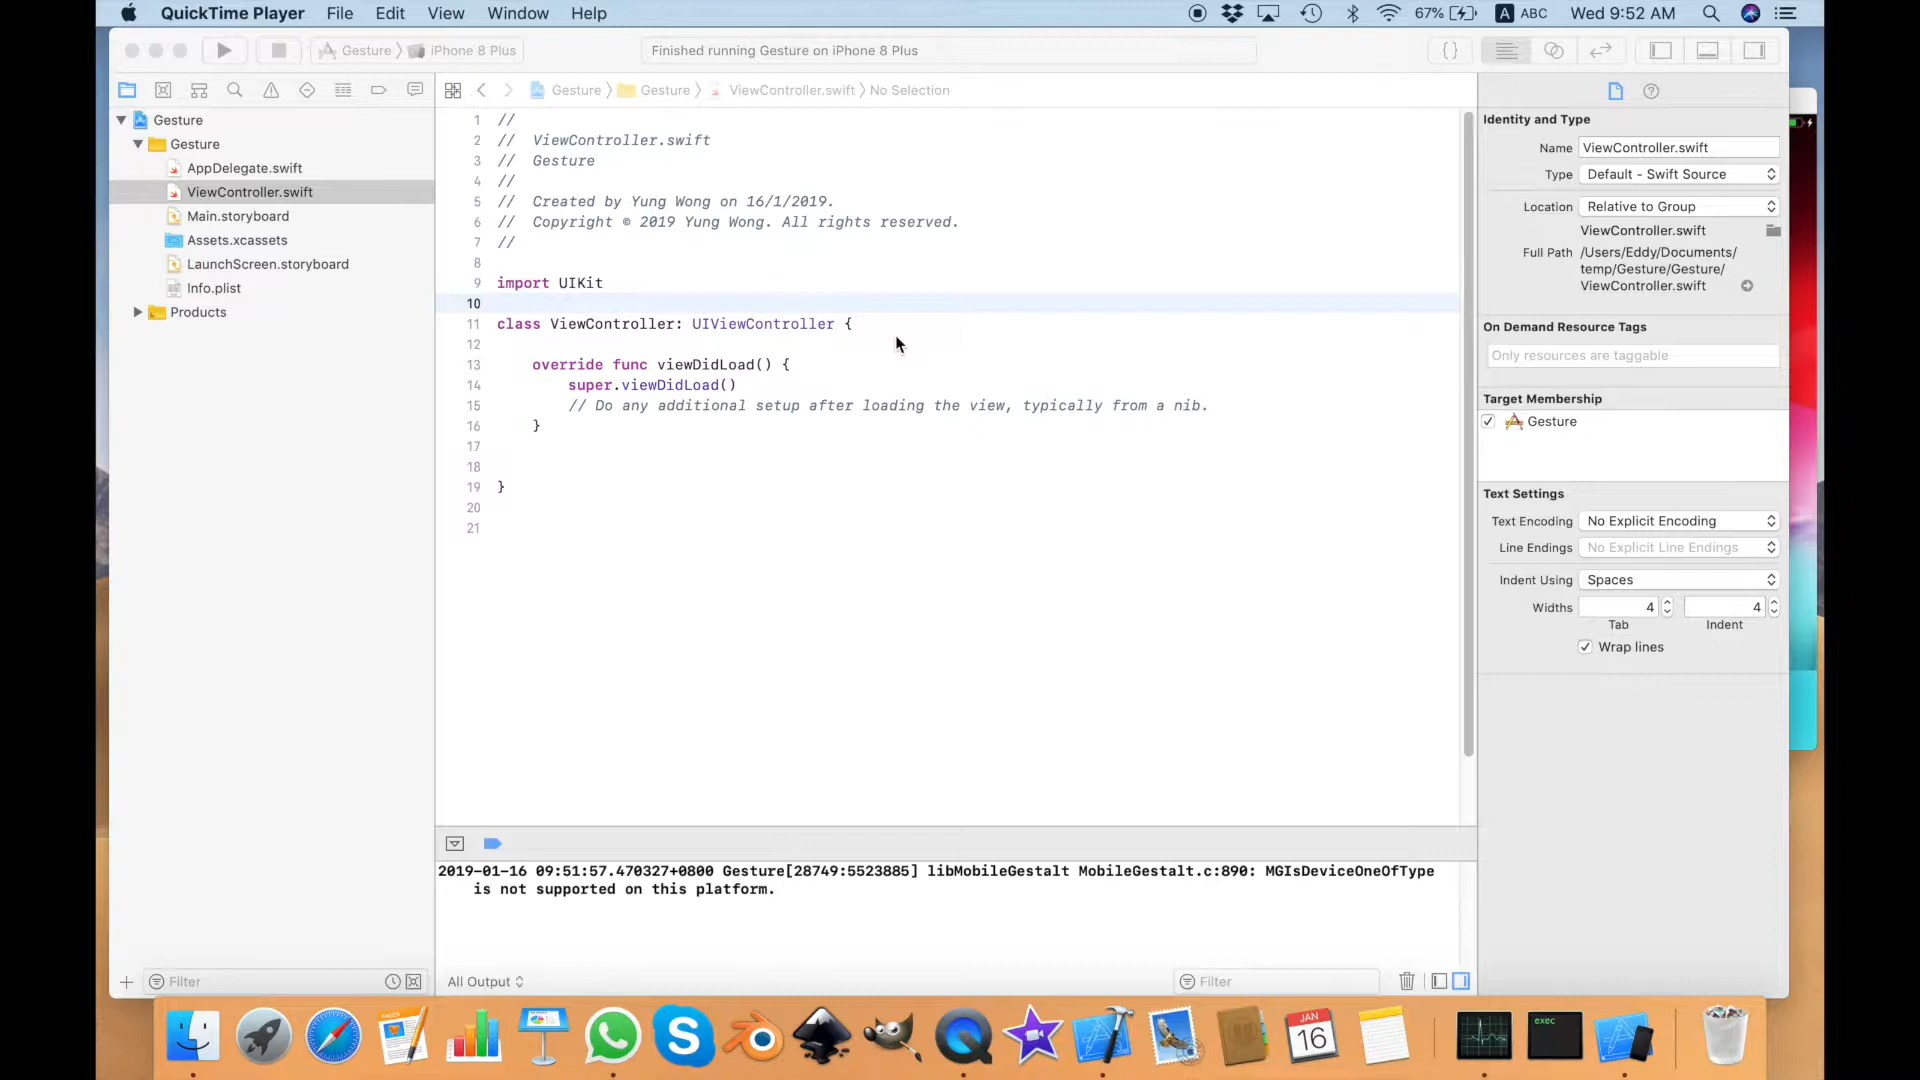 QuickTime Player File Edit View Window Help 67% A ABC Wed 9:52 AM
Gesture iPhone 8 Plus Finished running Gesture on iPhone 8 Plus {}
Gesture Gesture ViewController.swift No Selection
Gesture
Gesture
AppDelegate.swift
ViewController.swift
Main.storyboard
Assets.xcassets
LaunchScreen.storyboard
Info.plist
Products
Filter
1 //
2 // ViewController.swift
3 // Gesture
4 //
5 // Created by Yung Wong on 16/1/2019.
6 // Copyright © 2019 Yung Wong. All rights reserved.
7 //
8
9 import UIKit
10
11 class ViewController: UIViewController {
12
13 override func viewDidLoad() {
14 super.viewDidLoad()
15 // Do any additional setup after loading the view, typically from a nib.
16 }
17
18
19 }
20
21
2019-01-16 09:51:57.470327+0800 Gesture[28749:5523885] libMobileGestalt MobileGestalt.c:890: MGIsDeviceOneOfType
is not supported on this platform.
All Output Filter
Identity and Type
Name ViewController.swift
Type Default - Swift Source
Location Relative to Group
ViewController.swift
Full Path /Users/Eddy/Documents/
temp/Gesture/Gesture/
ViewController.swift
On Demand Resource Tags
Only resources are taggable
Target Membership
Gesture
Text Settings
Text Encoding No Explicit Encoding
Line Endings No Explicit Line Endings
Indent Using Spaces
Widths 4 4
Tab Indent
Wrap lines
PAGES
JAN
16
exec